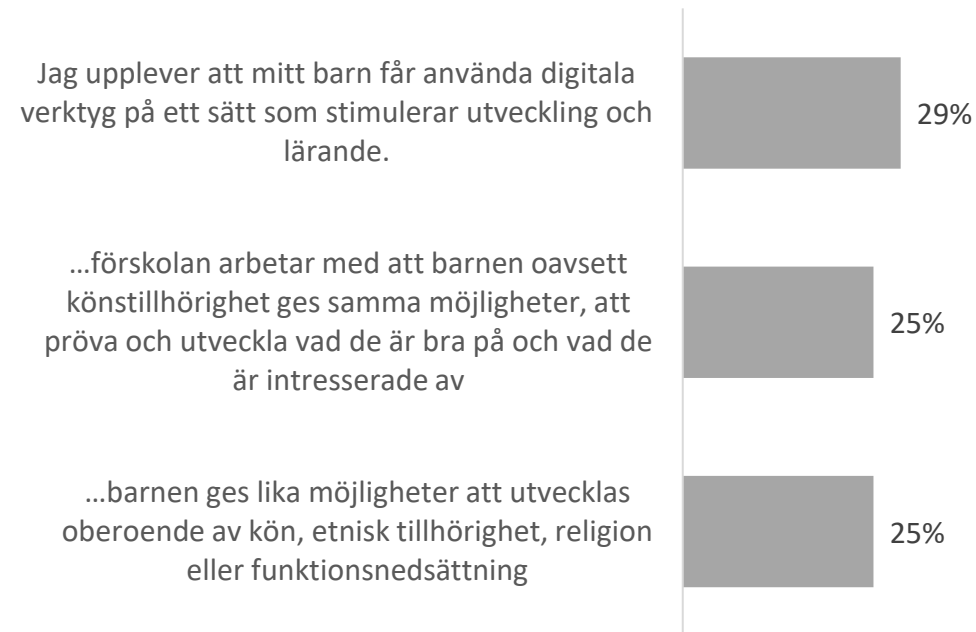 Jag upplever att mitt barn får använda digitala
verktyg på ett sätt som stimulerar utveckling och
lärande.
29%
...förskolan arbetar med att barnen oavsett
könstillhörighet ges samma möjligheter, att
pröva och utveckla vad de är bra på och vad de
är intresserade av
25%
...barnen ges lika möjligheter att utvecklas
oberoende av kön, etnisk tillhörighet, religion
eller funktionsnedsättning
25%